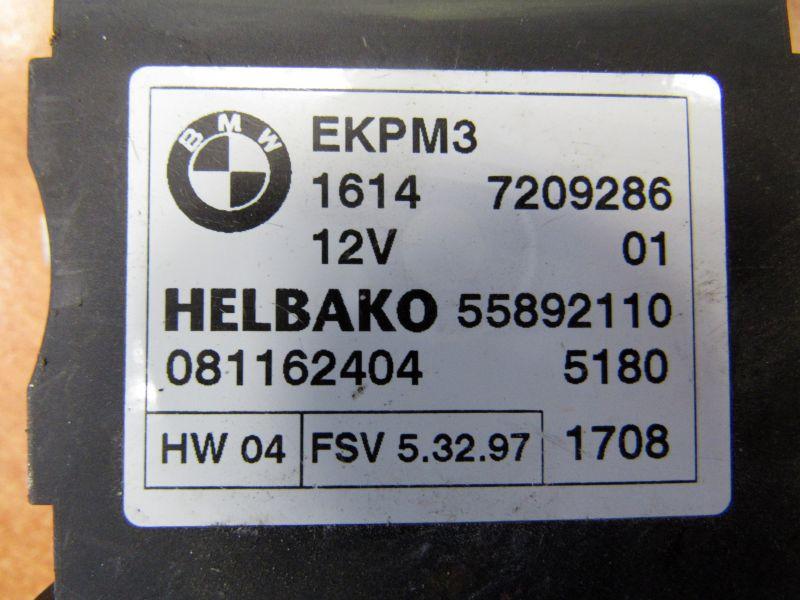 BMW EKPM3
1614 7209286
12V 01
HELBAKO 55892110
081162404 5180
HW 04 FSV 5.32.97 1708